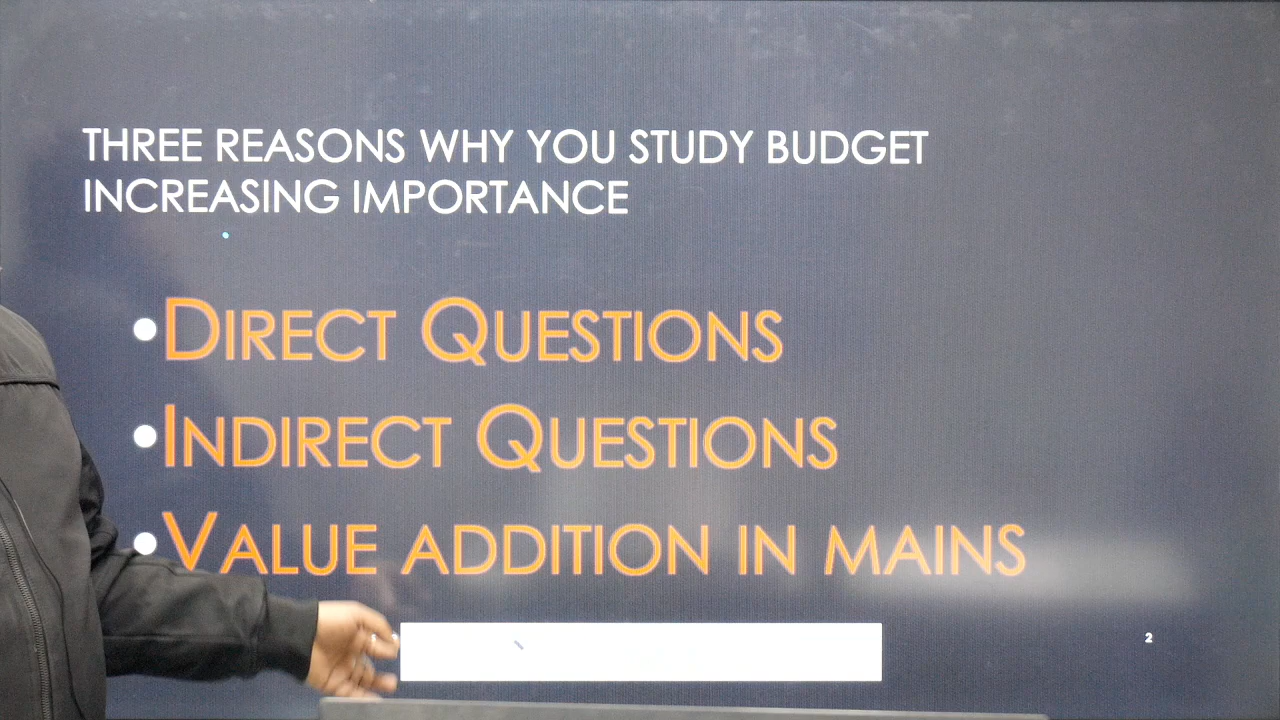 THREE REASONS WHY YOU STUDY BUDGET
INCREASING IMPORTANCE
• DIRECT QUESTIONS
• INDIRECT QUESTIONS
• VALUE ADDITION IN MAINS
2